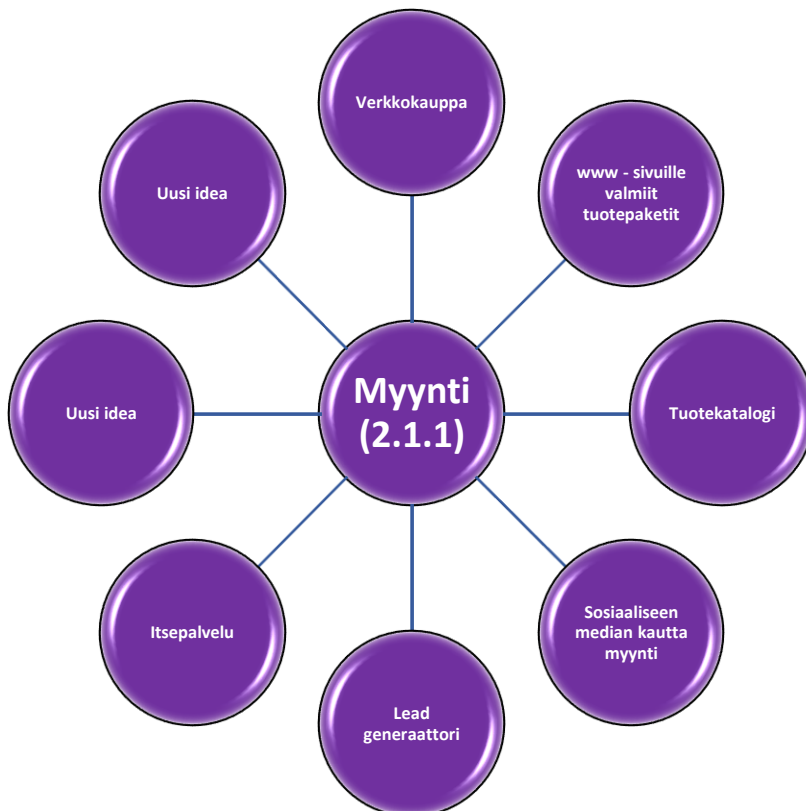 Verkkokauppa
www - sivuille
valmiit
tuotepaketit
Uusi idea
Myynti
(2.1.1)
Uusi idea
Tuotekatalogi
Itsepalvelu
Sosiaaliseen
median kautta
myynti
Lead
generaattori